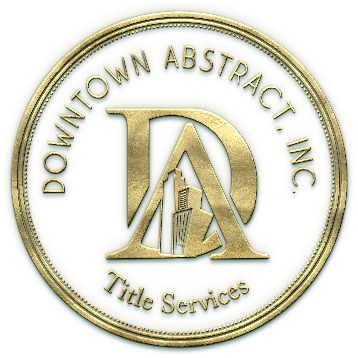 DOWNTOWN ABSTRACT, INC.
DA
Title Services